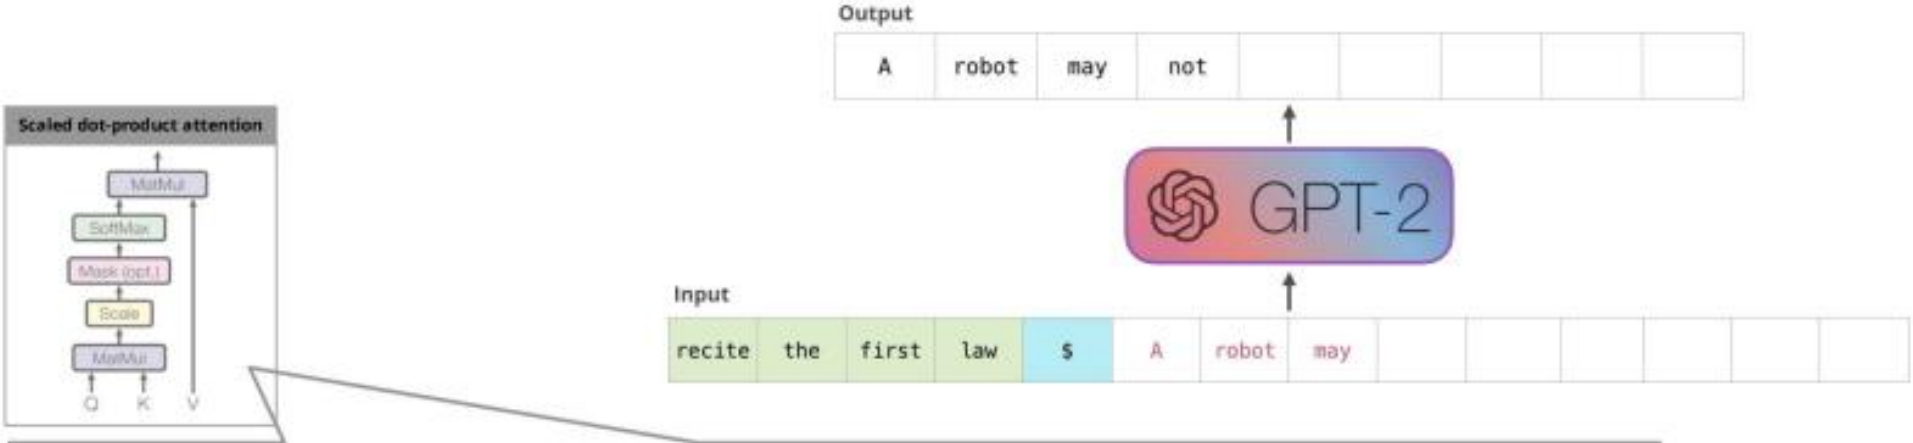 Output
A robot may not
Scaled dot-product attention
MatMul
SoftMax
Mask (opt.)
Scale
MatMul
Q K V
GPT-2
Input
recite the first law $ A robot may